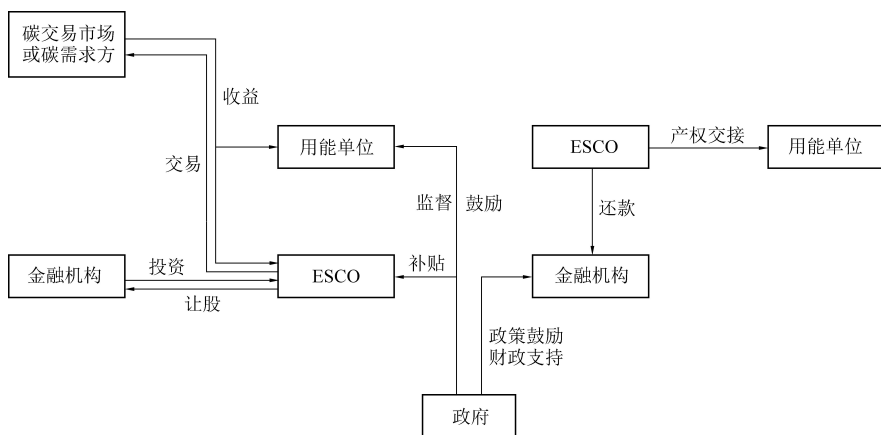 碳交易市场
或碳需求方
收益
用能单位
ESCO
产权交接
用能单位
交易
监督
鼓励
还款
金融机构
投资
让股
ESCO
补贴
金融机构
政策鼓励
财政支持
政府